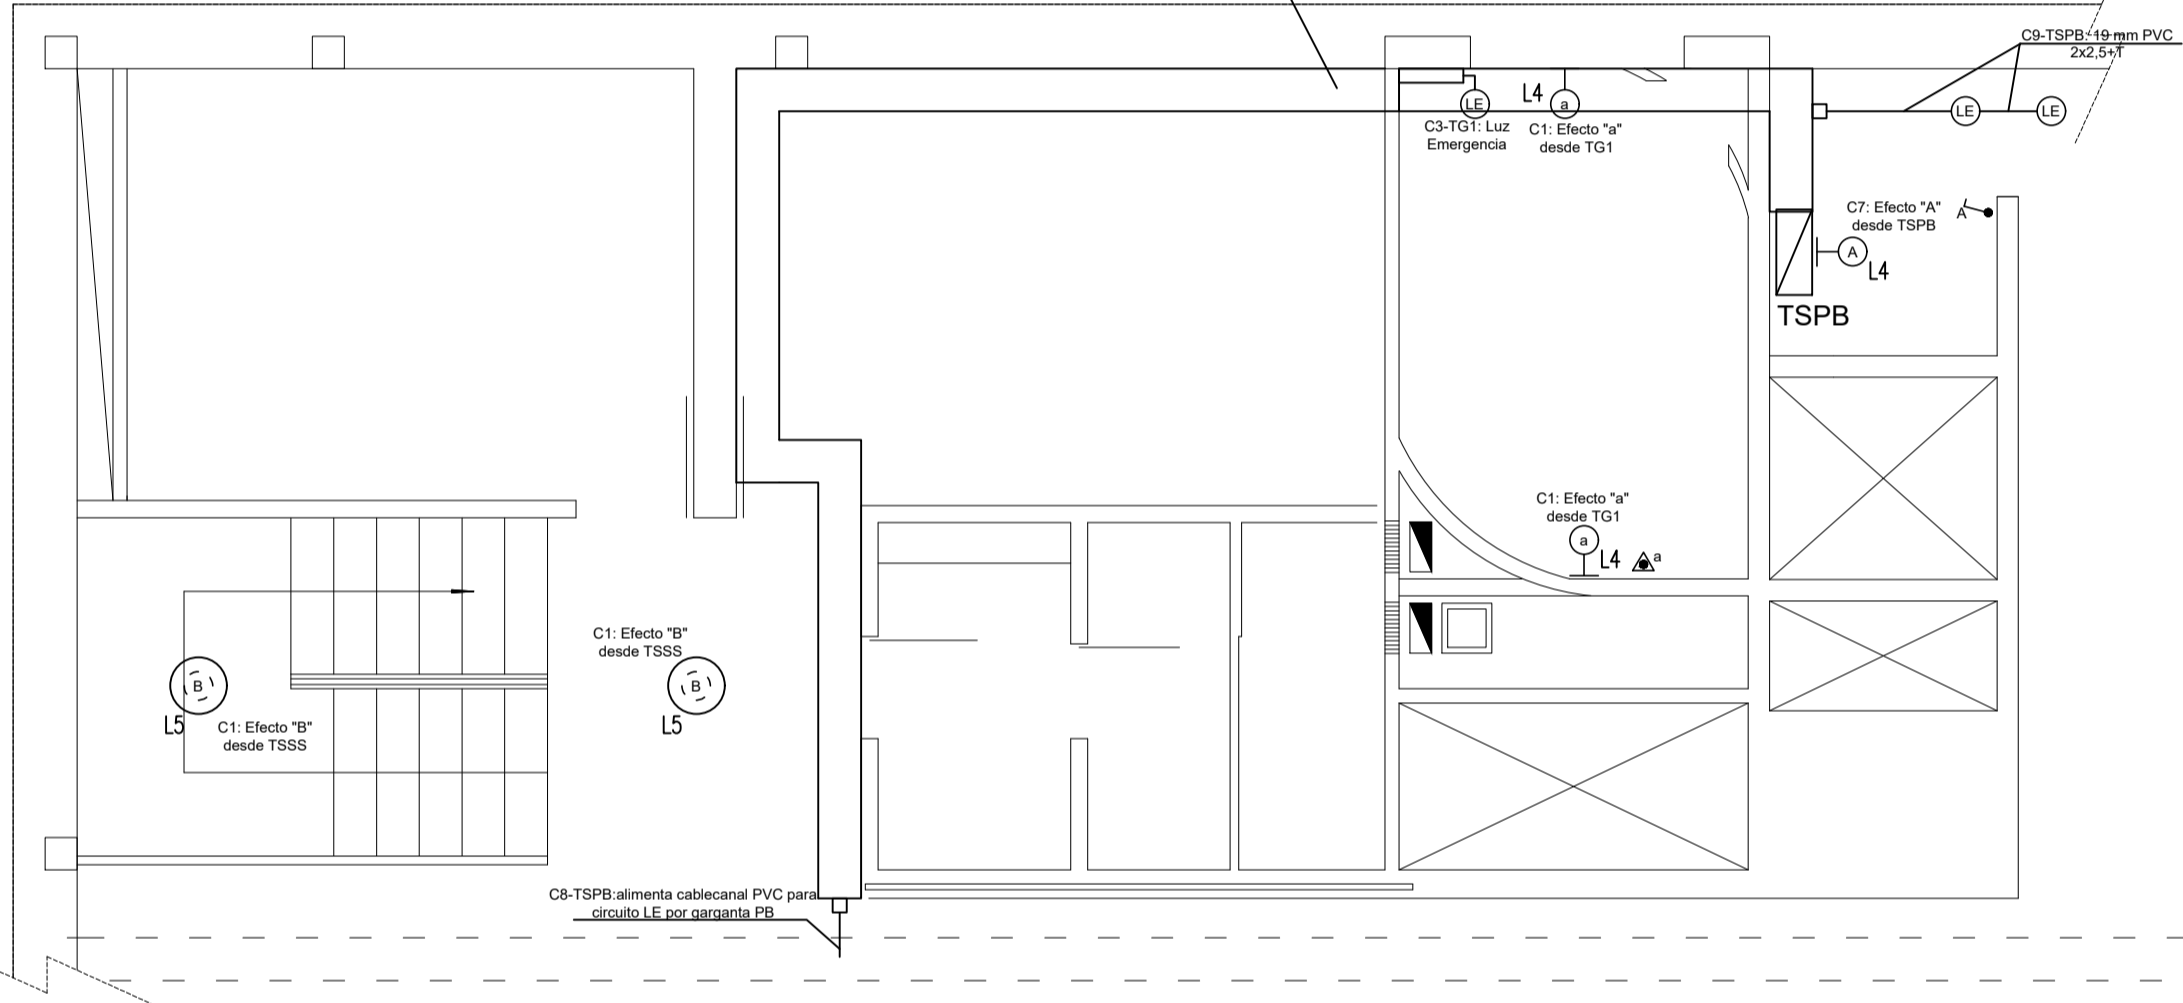 C9-TSPB: 19 mm PVC
2x2,5+T
LE
L4
a
C3-TG1: Luz
Emergencia
C1: Efecto "a"
desde TG1
LE
LE
C7: Efecto "A"
desde TSPB
A
A
L4
TSPB
C1: Efecto "a"
desde TG1
a
L4
a
C1: Efecto "B"
desde TSSS
B
L5
C1: Efecto "B"
desde TSSS
B
L5
C8-TSPB:alimenta cablecanal PVC para
circuito LE por garganta PB